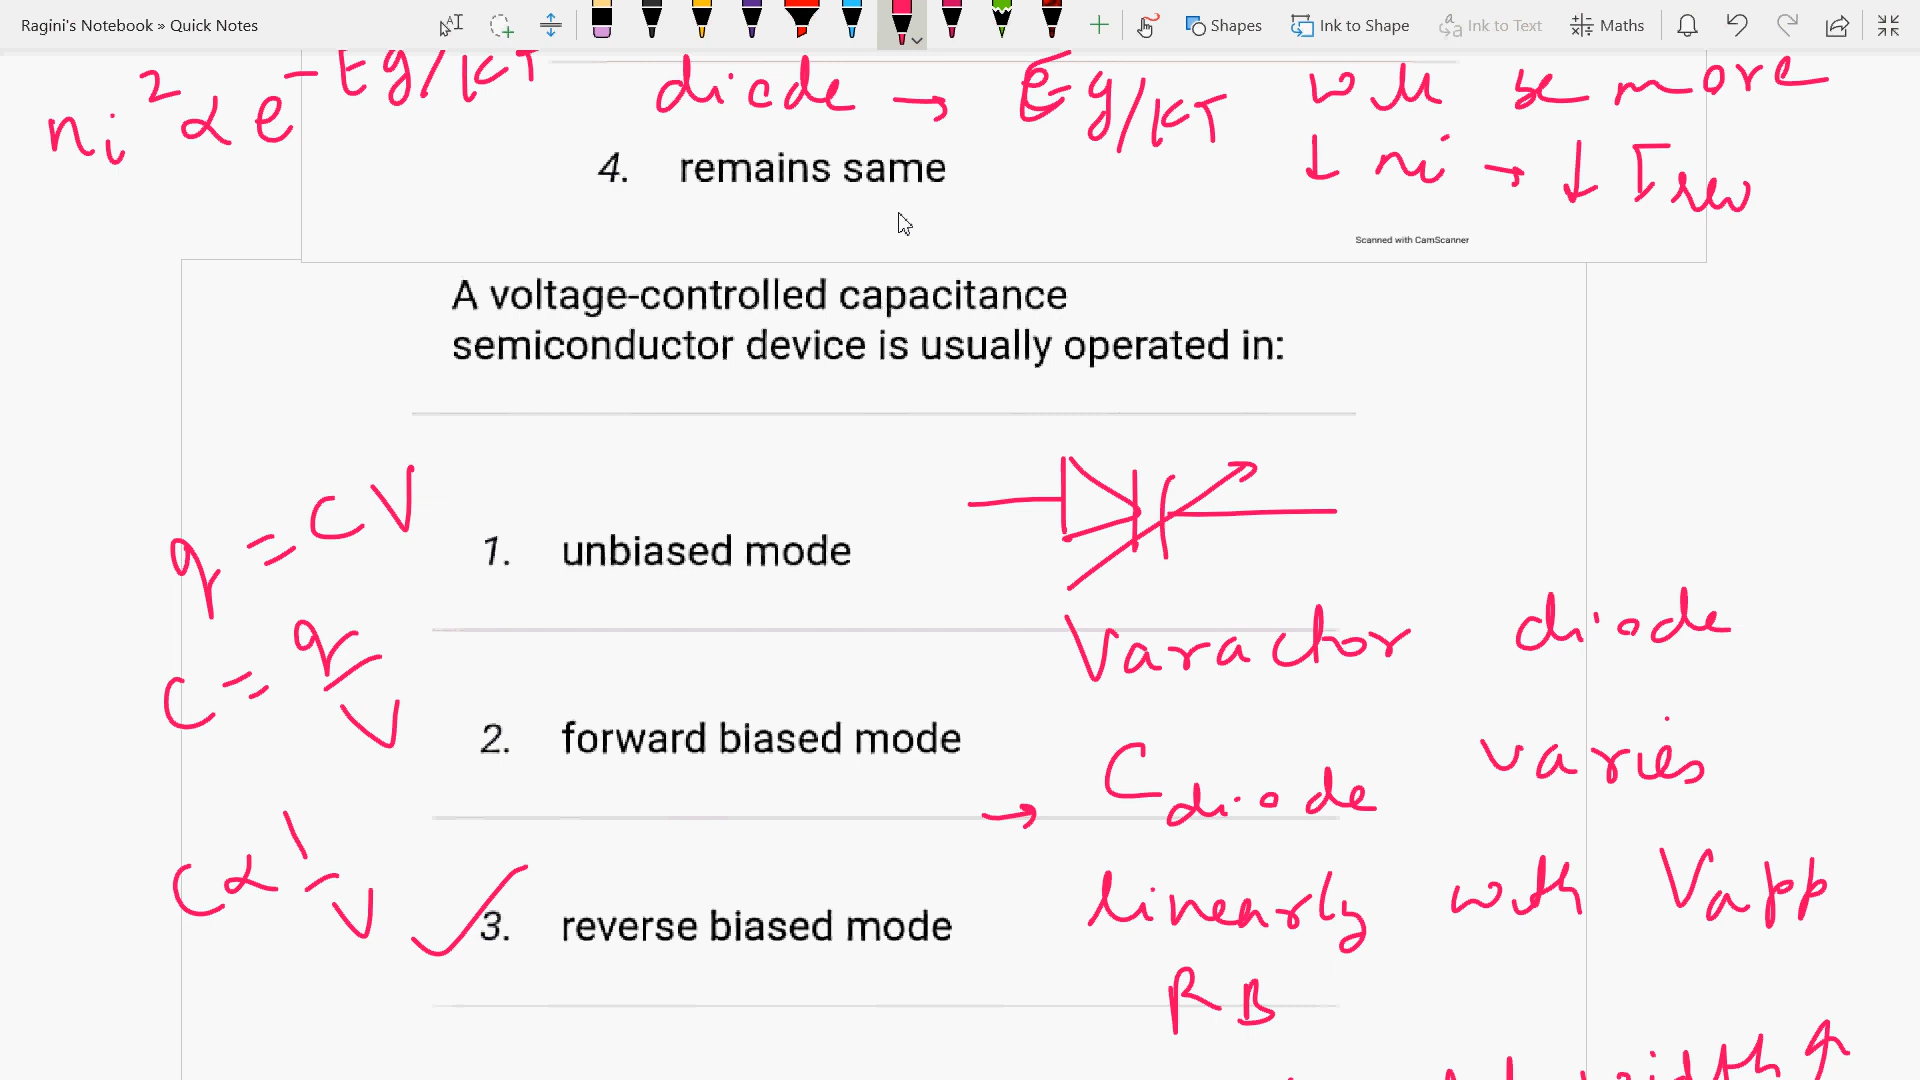 Ragini's Notebook » Quick Notes
Shapes Ink to Shape Ink to Text Maths
ni² ∝ e^-Eg/KT
diode → Eg/KT will be more
↓ ni → ↓ Irev
4. remains same
Scanned with CamScanner
A voltage-controlled capacitance
semiconductor device is usually operated in:
q = CV
1. unbiased mode
Varactor diode
C = q/V
2. forward biased mode
→ Cdiode varies
C ∝ 1/V
3. reverse biased mode
linearly with Vapp
RB
width ↑